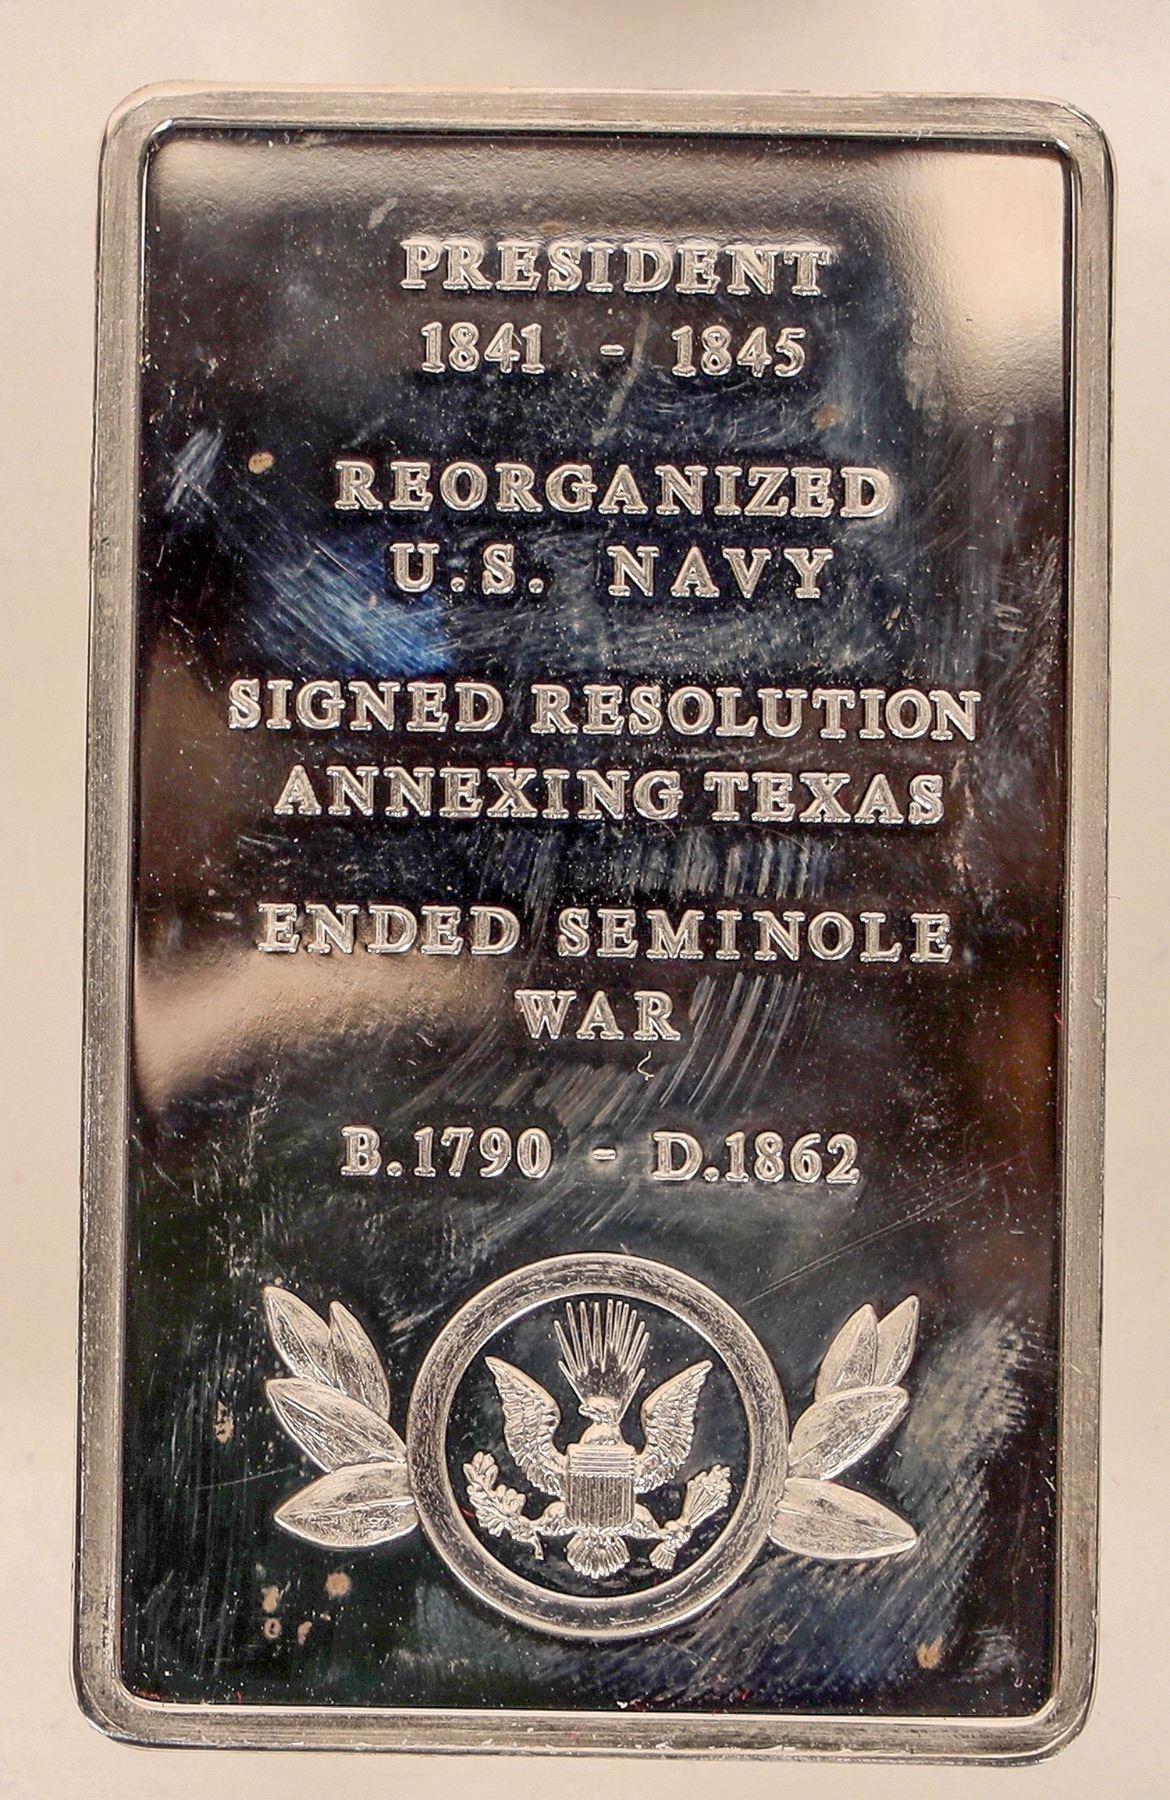 PRESIDENT
1841 - 1845
REORGANIZED
U.S. NAVY
SIGNED RESOLUTION
ANNEXING TEXAS
ENDED SEMINOLE
WAR
B.1790 - D.1862